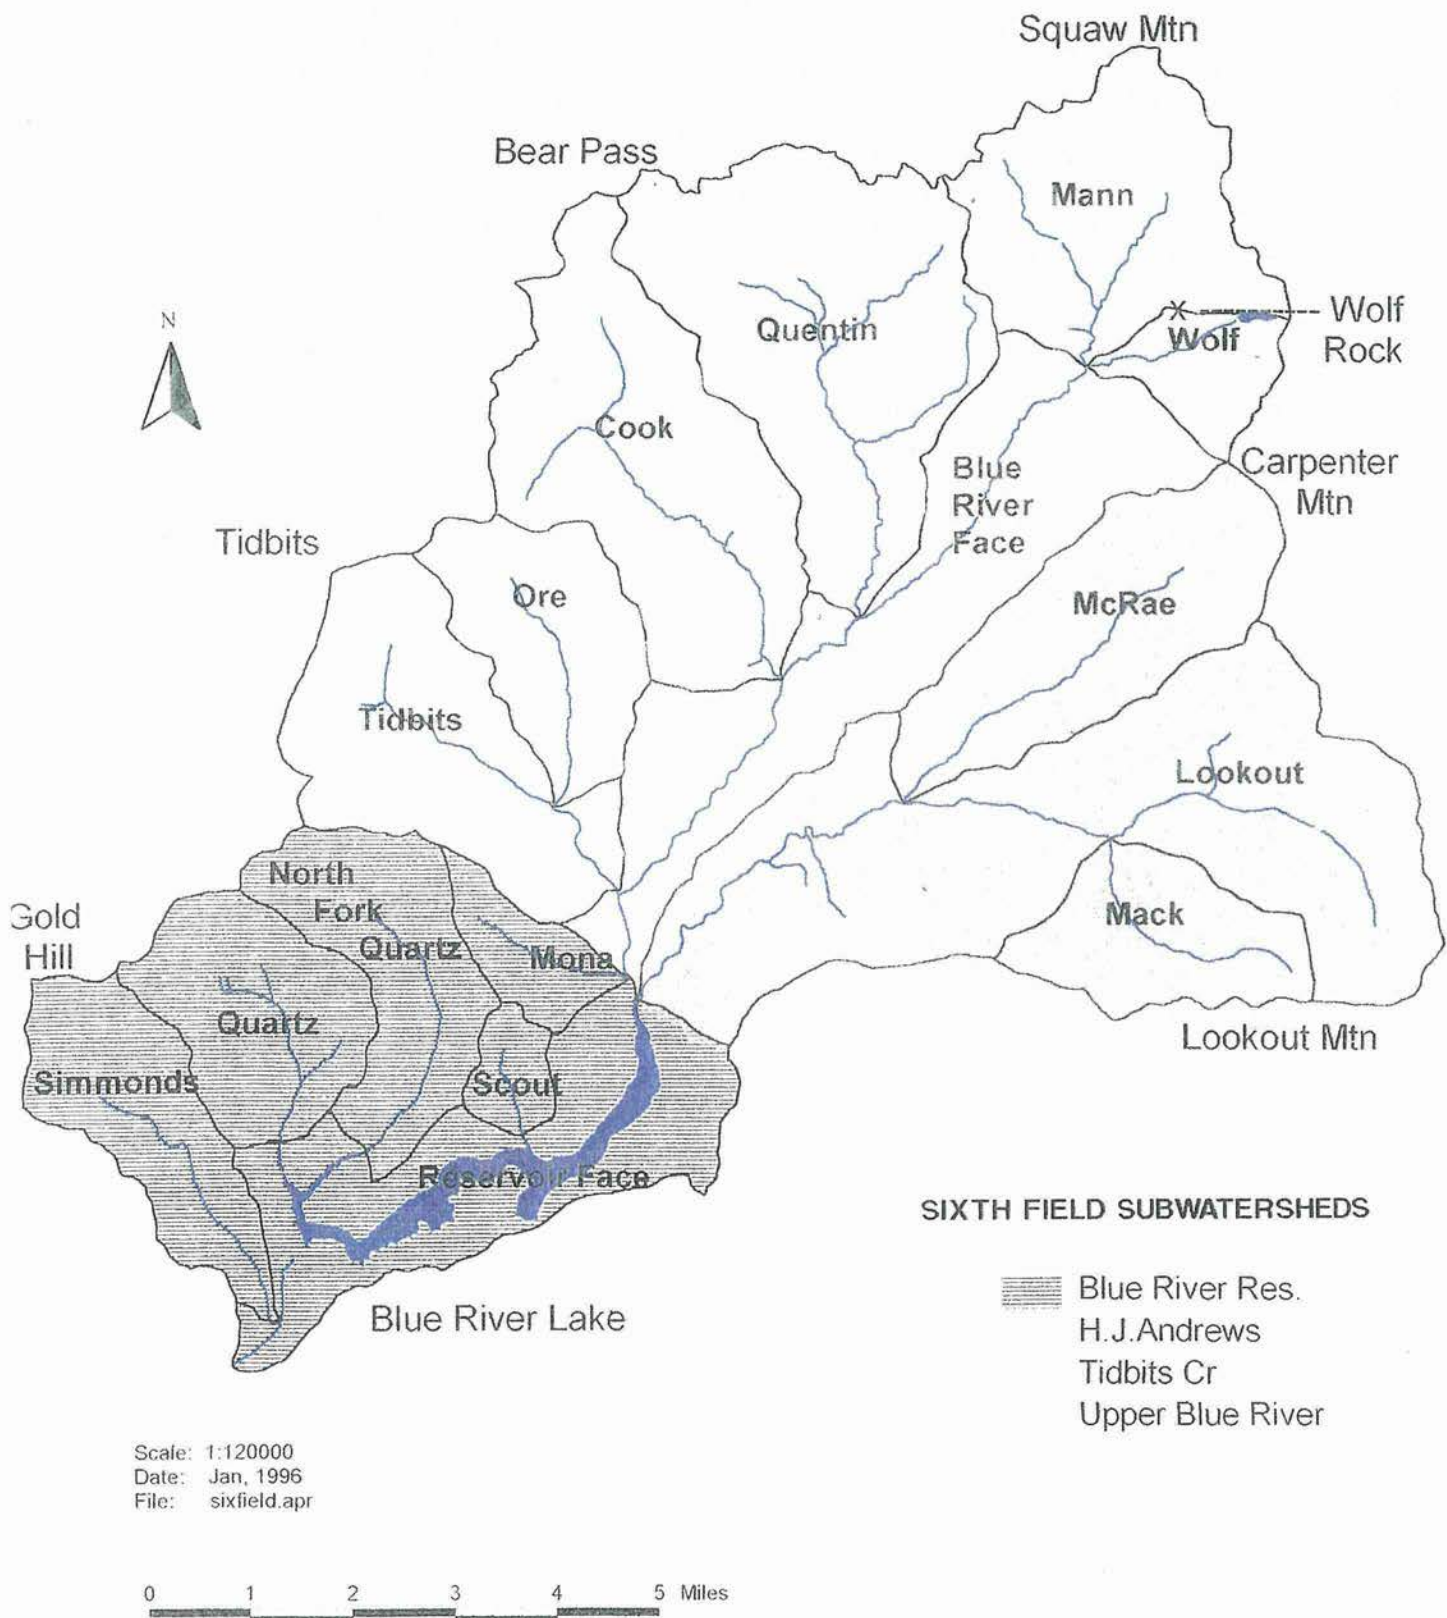 Squaw Mtn
Bear Pass
Mann
N
Quentin
Wolf
Wolf
Rock
Cook
Blue
River
Face
Carpenter
Mtn
Tidbits
Ore
McRae
Tidbits
Lookout
North
Fork
Quartz
Gold
Hill
Mona
Mack
Quartz
Lookout Mtn
Simmonds
Scout
Reservoir Face
SIXTH FIELD SUBWATERSHEDS
Blue River Res.
H.J.Andrews
Tidbits Cr
Upper Blue River
Blue River Lake
Scale: 1:120000
Date: Jan, 1996
File: sixfield.apr
0 1 2 3 4 5 Miles